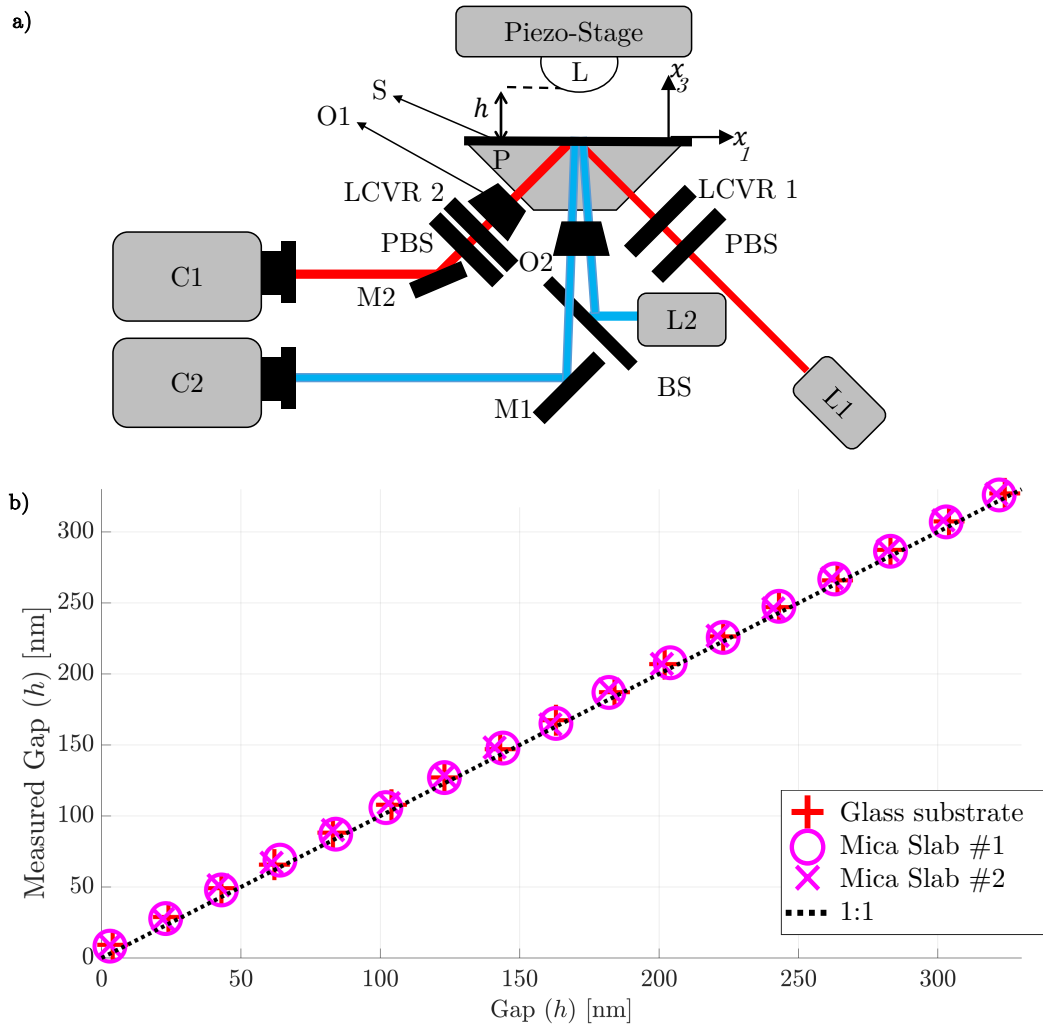 a)
Piezo-Stage
L
x3
S
h
O1
x1
P
LCVR 2
LCVR 1
PBS
PBS
O2
C1
M2
L2
C2
BS
M1
L1
b)
Measured Gap (h) [nm]
300
250
200
150
100
50
0
Glass substrate
Mica Slab #1
Mica Slab #2
1:1
0 50 100 150 200 250 300
Gap (h) [nm]